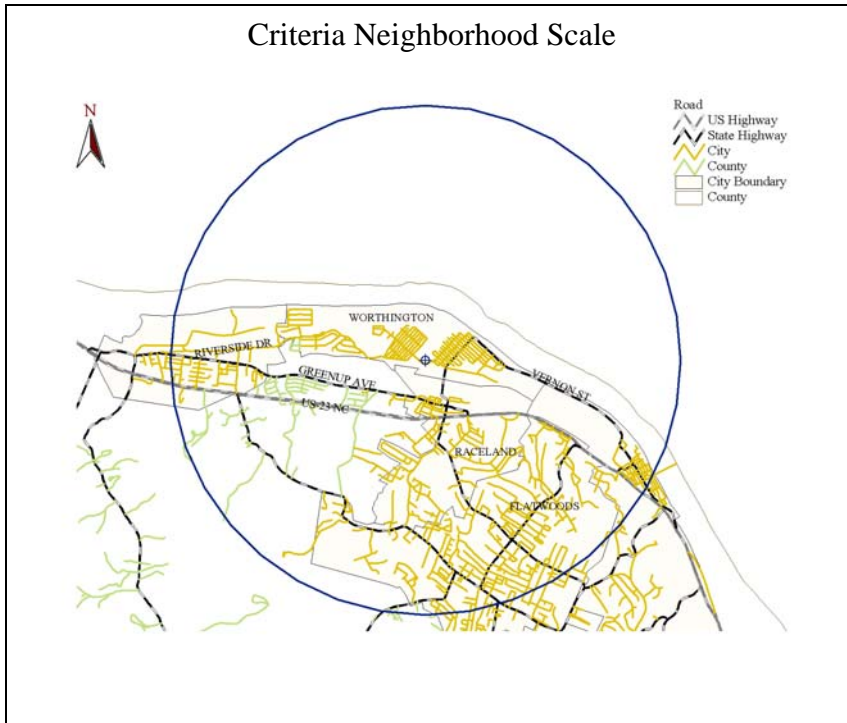 Criteria Neighborhood Scale
N
Road
US Highway
State Highway
City
County
City Boundary
County
WORTHINGTON
RIVERSIDE DR
GREENUP AVE
VERNON ST
US-23 NC
RACELAND
FLATWOODS